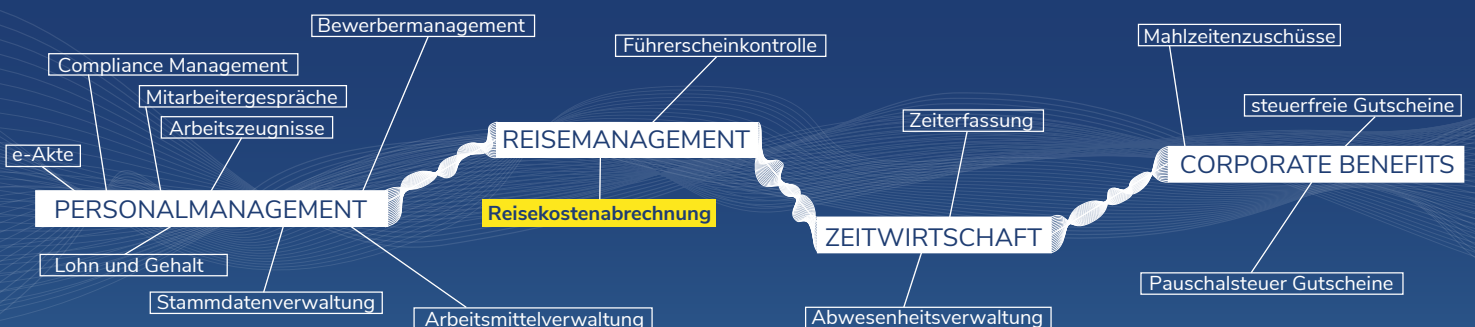 Bewerbermanagement
Compliance Management
Mitarbeitergespräche
Arbeitszeugnisse
e-Akte
PERSONALMANAGEMENT
Lohn und Gehalt
Stammdatenverwaltung
Arbeitsmittelverwaltung
Führerscheinkontrolle
REISEMANAGEMENT
Reisekostenabrechnung
Zeiterfassung
ZEITWIRTSCHAFT
Abwesenheitsverwaltung
Mahlzeitenzuschüsse
steuerfreie Gutscheine
CORPORATE BENEFITS
Pauschalsteuer Gutscheine